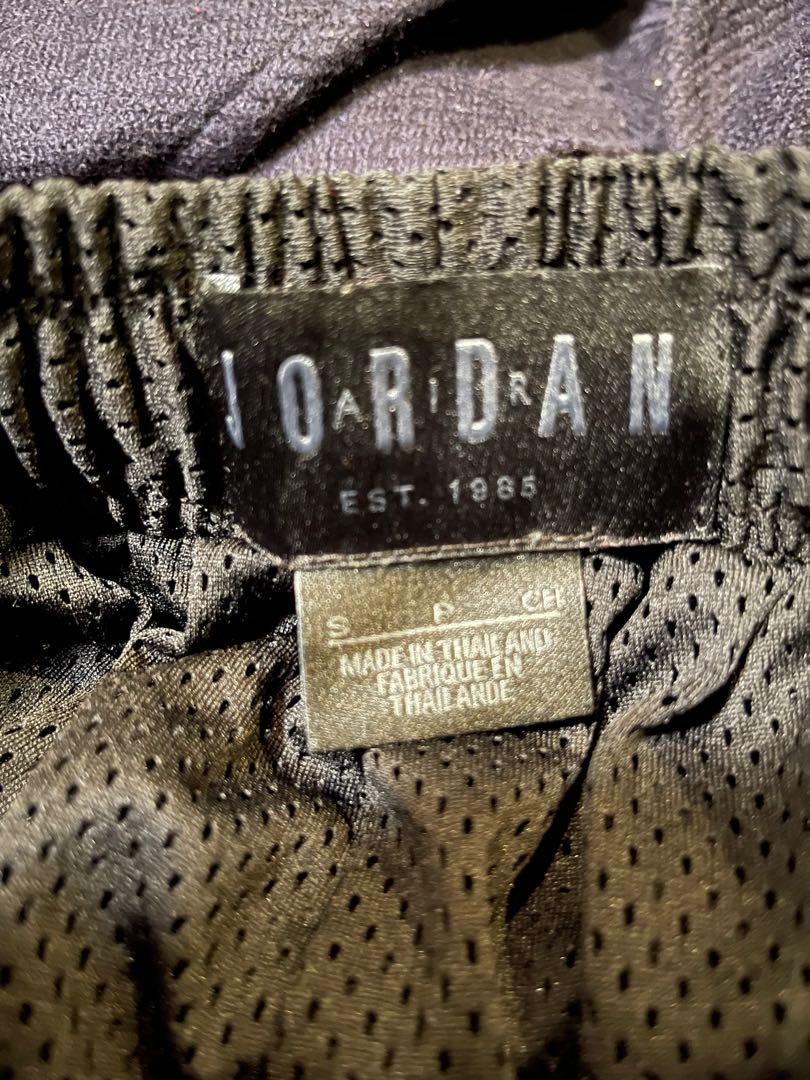 JORDAN
AIR
EST. 1985
S P CH
MADE IN THAILAND
FABRIQUE EN
THAILANDE